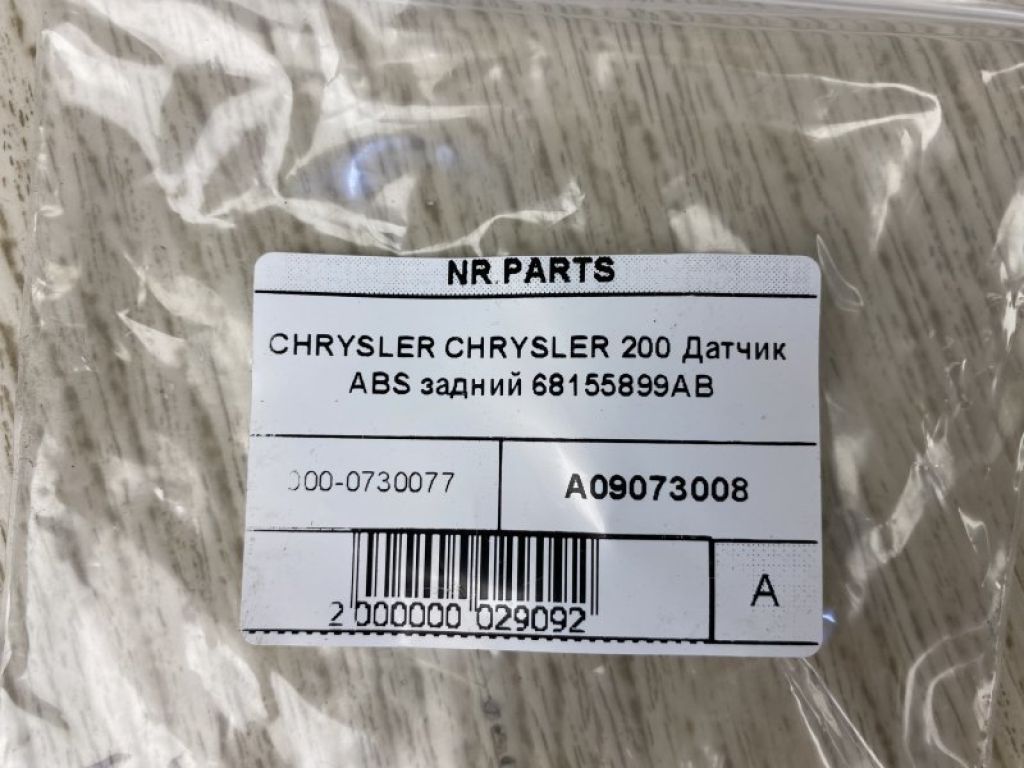 NR.PARTS
CHRYSLER CHRYSLER 200 Датчик
ABS задний 68155899AB
000-0730077
A09073008
2 000000 029092
A